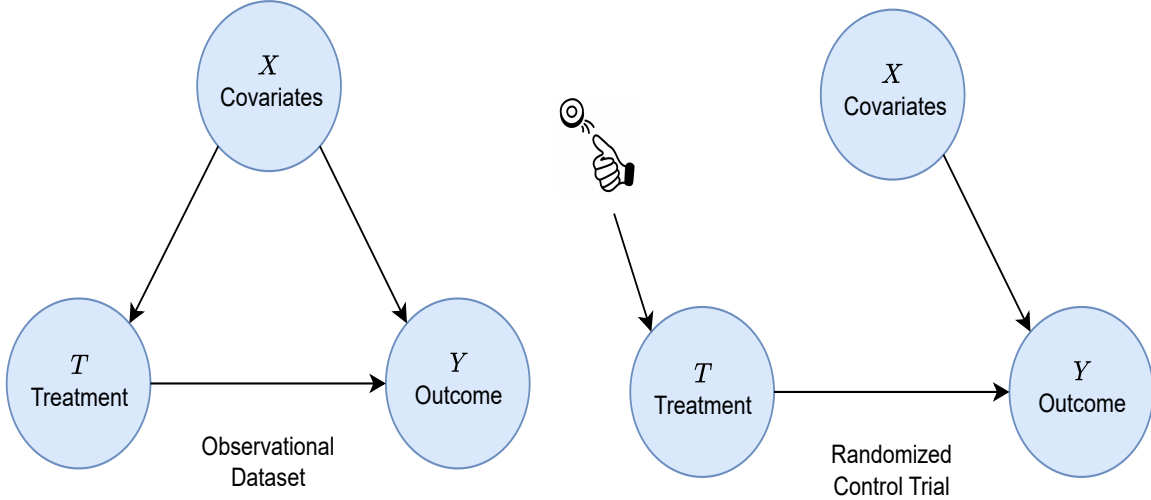 X
Covariates
T
Treatment
Y
Outcome
Observational
Dataset
X
Covariates
T
Treatment
Y
Outcome
Randomized
Control Trial